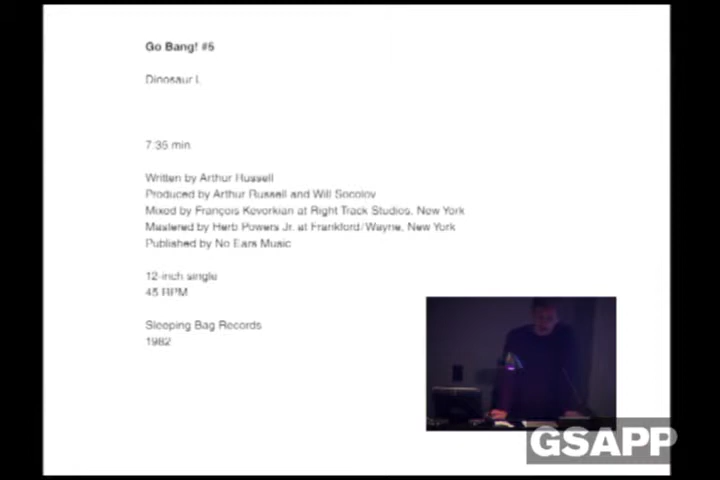 Go Bang! #5
Dinosaur L
7:35 min
Written by Arthur Russell
Produced by Arthur Russell and Will Socolov
Mixed by François Kevorkian at Right Track Studios, New York
Mastered by Herb Powers Jr. at Frankford/Wayne, New York
Published by No Ears Music
12-inch single
45 RPM
Sleeping Bag Records
1982
GSAPP